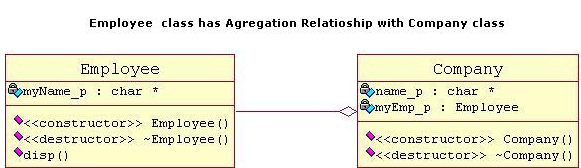 Employee class has Agregation Relatioship with Company class
Employee
myName_p : char *
<<constructor>> Employee()
<<destructor>> ~Employee()
disp()
Company
name_p : char *
myEmp_p : Employee
<<constructor>> Company()
<<destructor>> ~Company()